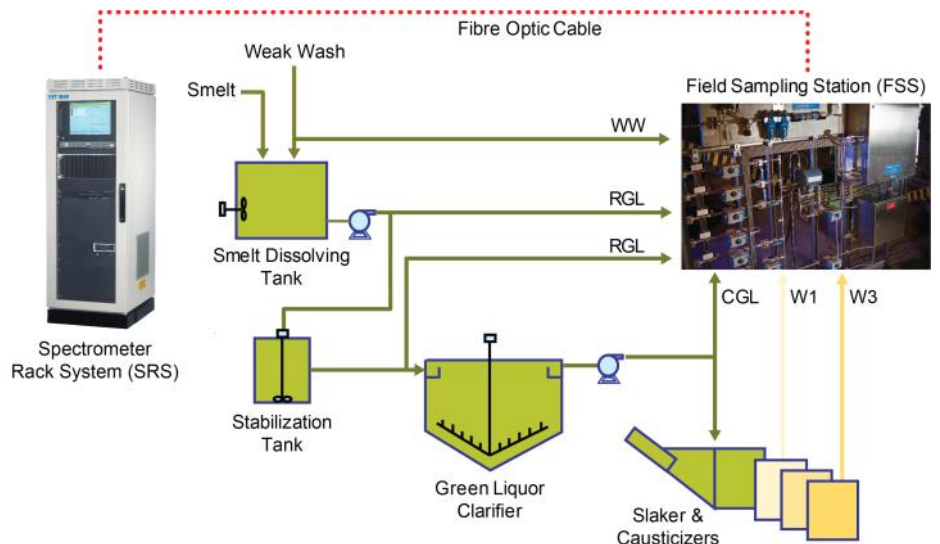 Fibre Optic Cable
Weak Wash
Smelt
Field Sampling Station (FSS)
WW
RGL
Smelt Dissolving
Tank
RGL
CGL
W1
W3
Spectrometer
Rack System (SRS)
Stabilization
Tank
Green Liquor
Clarifier
Slaker &
Causticizers